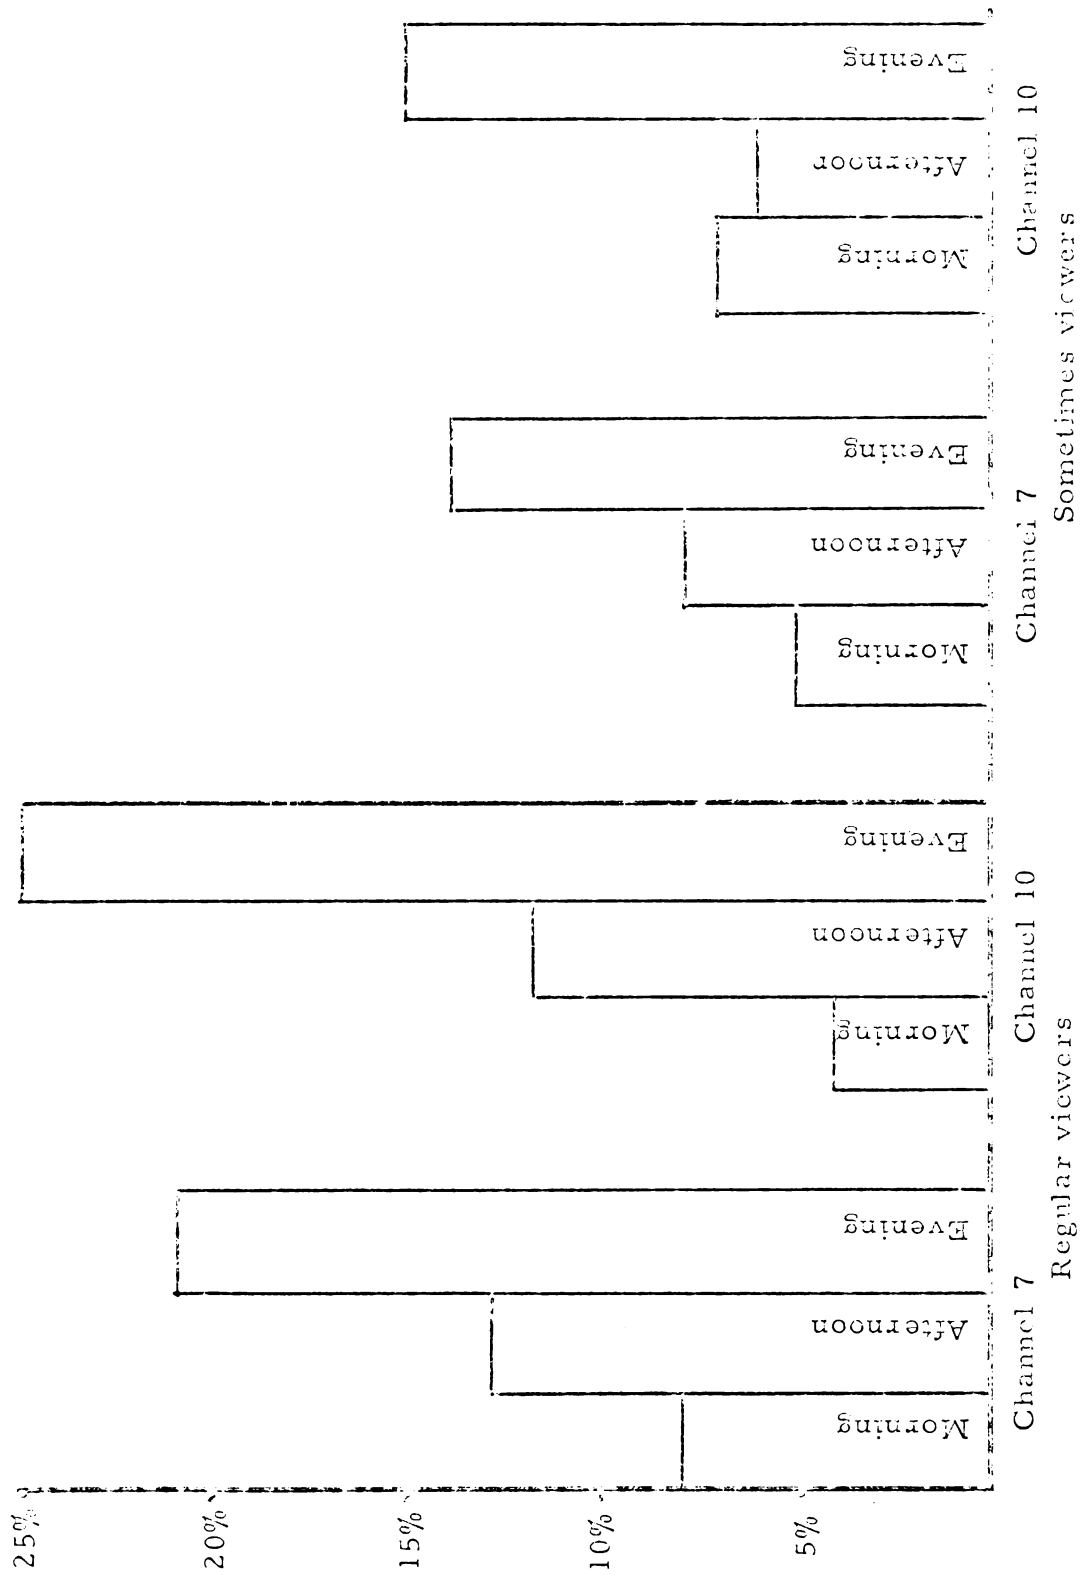 25%
20%
15%
10%
5%
Morning
Afternoon
Evening
Morning
Afternoon
Evening
Morning
Afternoon
Evening
Morning
Afternoon
Evening
Channel 7
Channel 10
Channel 7
Channel 10
Regular viewers
Sometimes viewers